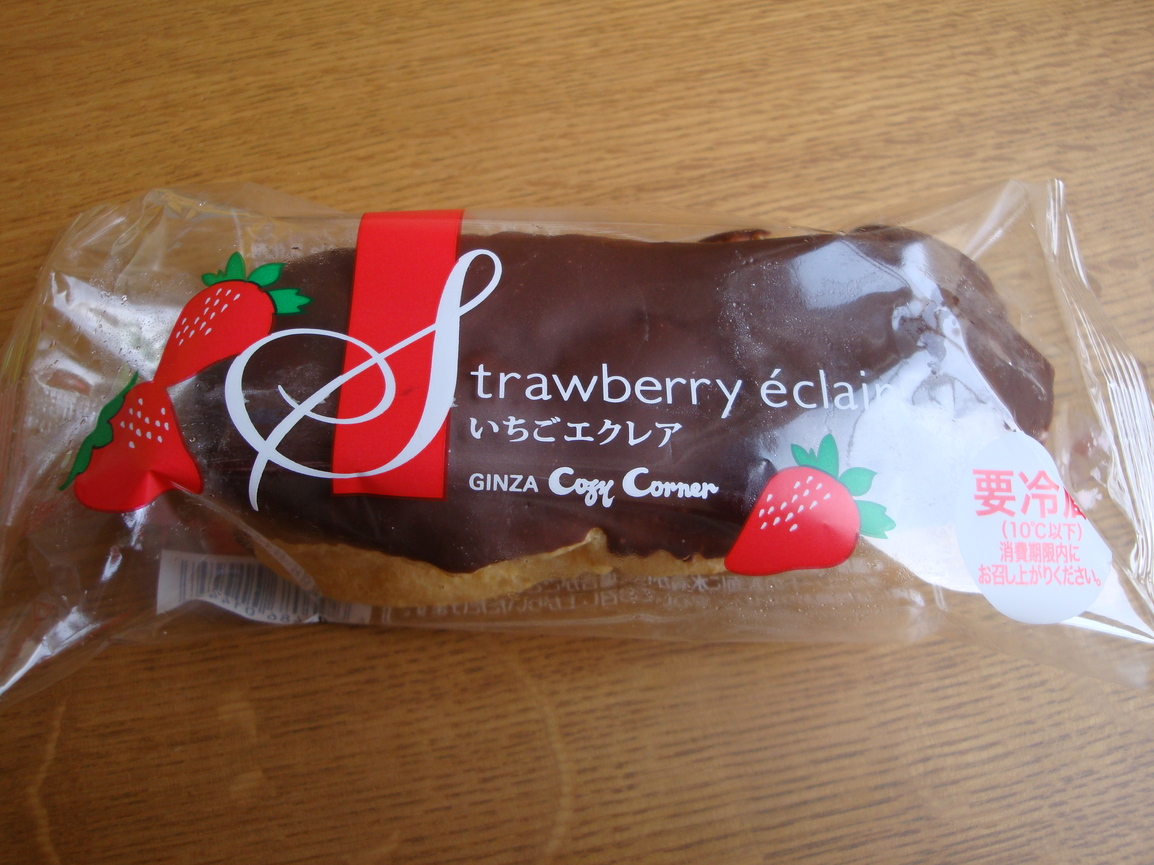 Strawberry éclair
いちごエクレア
GINZA Cozy Corner
要冷蔵
(10℃以下)
消費期限内に
お召し上がりください。